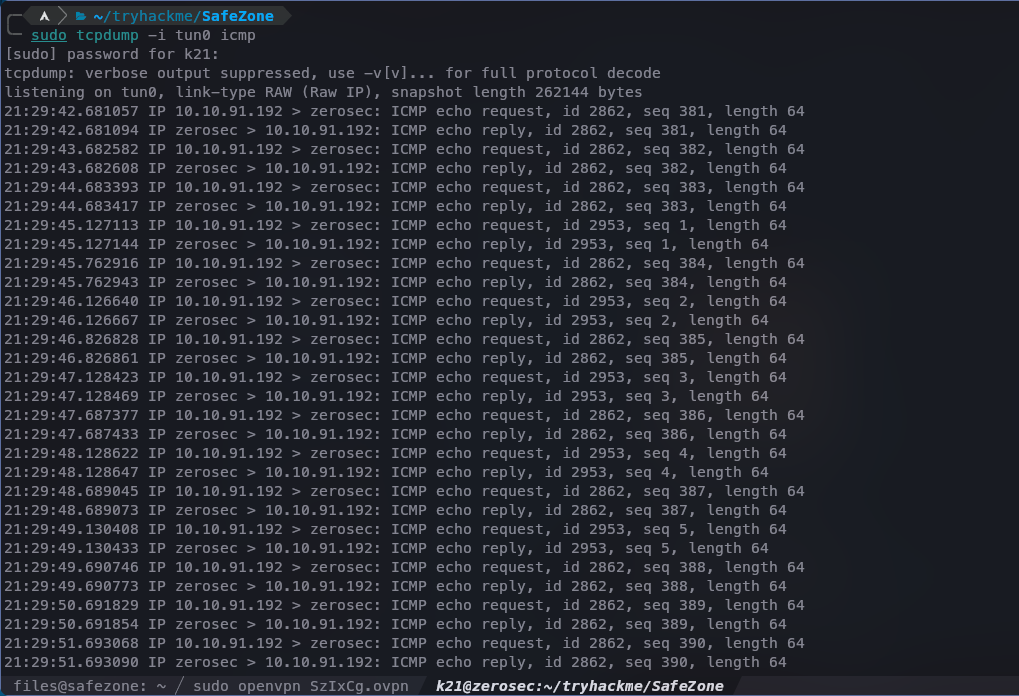 ~/tryhackme/SafeZone
sudo tcpdump -i tun0 icmp
[sudo] password for k21:
tcpdump: verbose output suppressed, use -v[v]... for full protocol decode
listening on tun0, link-type RAW (Raw IP), snapshot length 262144 bytes
21:29:42.681057 IP 10.10.91.192 > zerosec: ICMP echo request, id 2862, seq 381, length 64
21:29:42.681094 IP zerosec > 10.10.91.192: ICMP echo reply, id 2862, seq 381, length 64
21:29:43.682582 IP 10.10.91.192 > zerosec: ICMP echo request, id 2862, seq 382, length 64
21:29:43.682608 IP zerosec > 10.10.91.192: ICMP echo reply, id 2862, seq 382, length 64
21:29:44.683393 IP 10.10.91.192 > zerosec: ICMP echo request, id 2862, seq 383, length 64
21:29:44.683417 IP zerosec > 10.10.91.192: ICMP echo reply, id 2862, seq 383, length 64
21:29:45.127113 IP 10.10.91.192 > zerosec: ICMP echo request, id 2953, seq 1, length 64
21:29:45.127144 IP zerosec > 10.10.91.192: ICMP echo reply, id 2953, seq 1, length 64
21:29:45.762916 IP 10.10.91.192 > zerosec: ICMP echo request, id 2862, seq 384, length 64
21:29:45.762943 IP zerosec > 10.10.91.192: ICMP echo reply, id 2862, seq 384, length 64
21:29:46.126640 IP 10.10.91.192 > zerosec: ICMP echo request, id 2953, seq 2, length 64
21:29:46.126667 IP zerosec > 10.10.91.192: ICMP echo reply, id 2953, seq 2, length 64
21:29:46.826828 IP 10.10.91.192 > zerosec: ICMP echo request, id 2862, seq 385, length 64
21:29:46.826861 IP zerosec > 10.10.91.192: ICMP echo reply, id 2862, seq 385, length 64
21:29:47.128423 IP 10.10.91.192 > zerosec: ICMP echo request, id 2953, seq 3, length 64
21:29:47.128469 IP zerosec > 10.10.91.192: ICMP echo reply, id 2953, seq 3, length 64
21:29:47.687377 IP 10.10.91.192 > zerosec: ICMP echo request, id 2862, seq 386, length 64
21:29:47.687433 IP zerosec > 10.10.91.192: ICMP echo reply, id 2862, seq 386, length 64
21:29:48.128622 IP 10.10.91.192 > zerosec: ICMP echo request, id 2953, seq 4, length 64
21:29:48.128647 IP zerosec > 10.10.91.192: ICMP echo reply, id 2953, seq 4, length 64
21:29:48.689045 IP 10.10.91.192 > zerosec: ICMP echo request, id 2862, seq 387, length 64
21:29:48.689073 IP zerosec > 10.10.91.192: ICMP echo reply, id 2862, seq 387, length 64
21:29:49.130408 IP 10.10.91.192 > zerosec: ICMP echo request, id 2953, seq 5, length 64
21:29:49.130433 IP zerosec > 10.10.91.192: ICMP echo reply, id 2953, seq 5, length 64
21:29:49.690746 IP 10.10.91.192 > zerosec: ICMP echo request, id 2862, seq 388, length 64
21:29:49.690773 IP zerosec > 10.10.91.192: ICMP echo reply, id 2862, seq 388, length 64
21:29:50.691829 IP 10.10.91.192 > zerosec: ICMP echo request, id 2862, seq 389, length 64
21:29:50.691854 IP zerosec > 10.10.91.192: ICMP echo reply, id 2862, seq 389, length 64
21:29:51.693068 IP 10.10.91.192 > zerosec: ICMP echo request, id 2862, seq 390, length 64
21:29:51.693090 IP zerosec > 10.10.91.192: ICMP echo reply, id 2862, seq 390, length 64
files@safezone: ~ / sudo openvpn SzIxCg.ovpn k21@zerosec:~/tryhackme/SafeZone